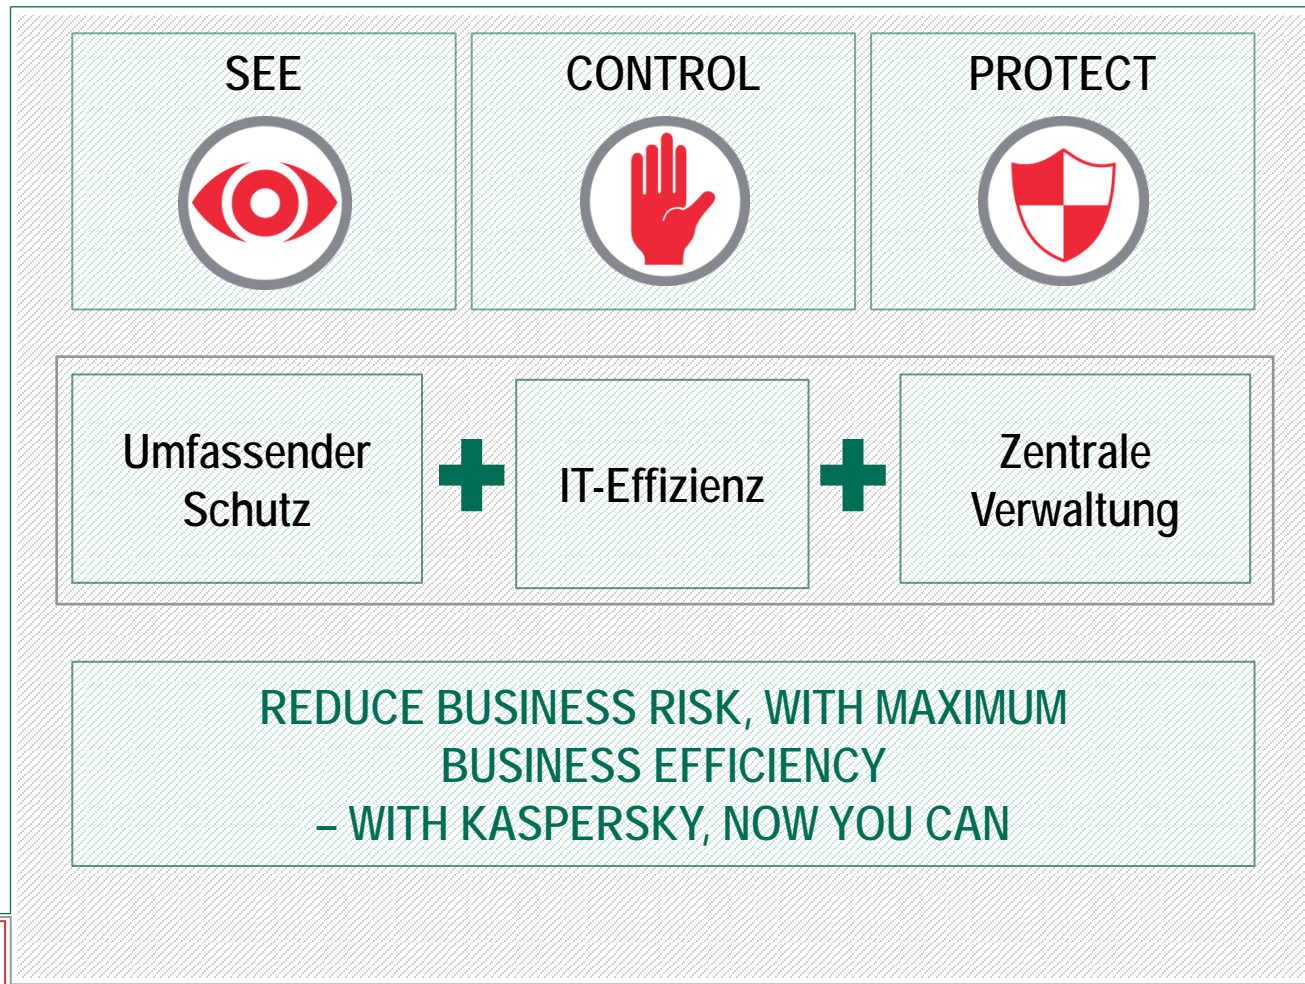 SEE
CONTROL
PROTECT
Umfassender
Schutz
IT-Effizienz
Zentrale
Verwaltung
REDUCE BUSINESS RISK, WITH MAXIMUM
BUSINESS EFFICIENCY
– WITH KASPERSKY, NOW YOU CAN